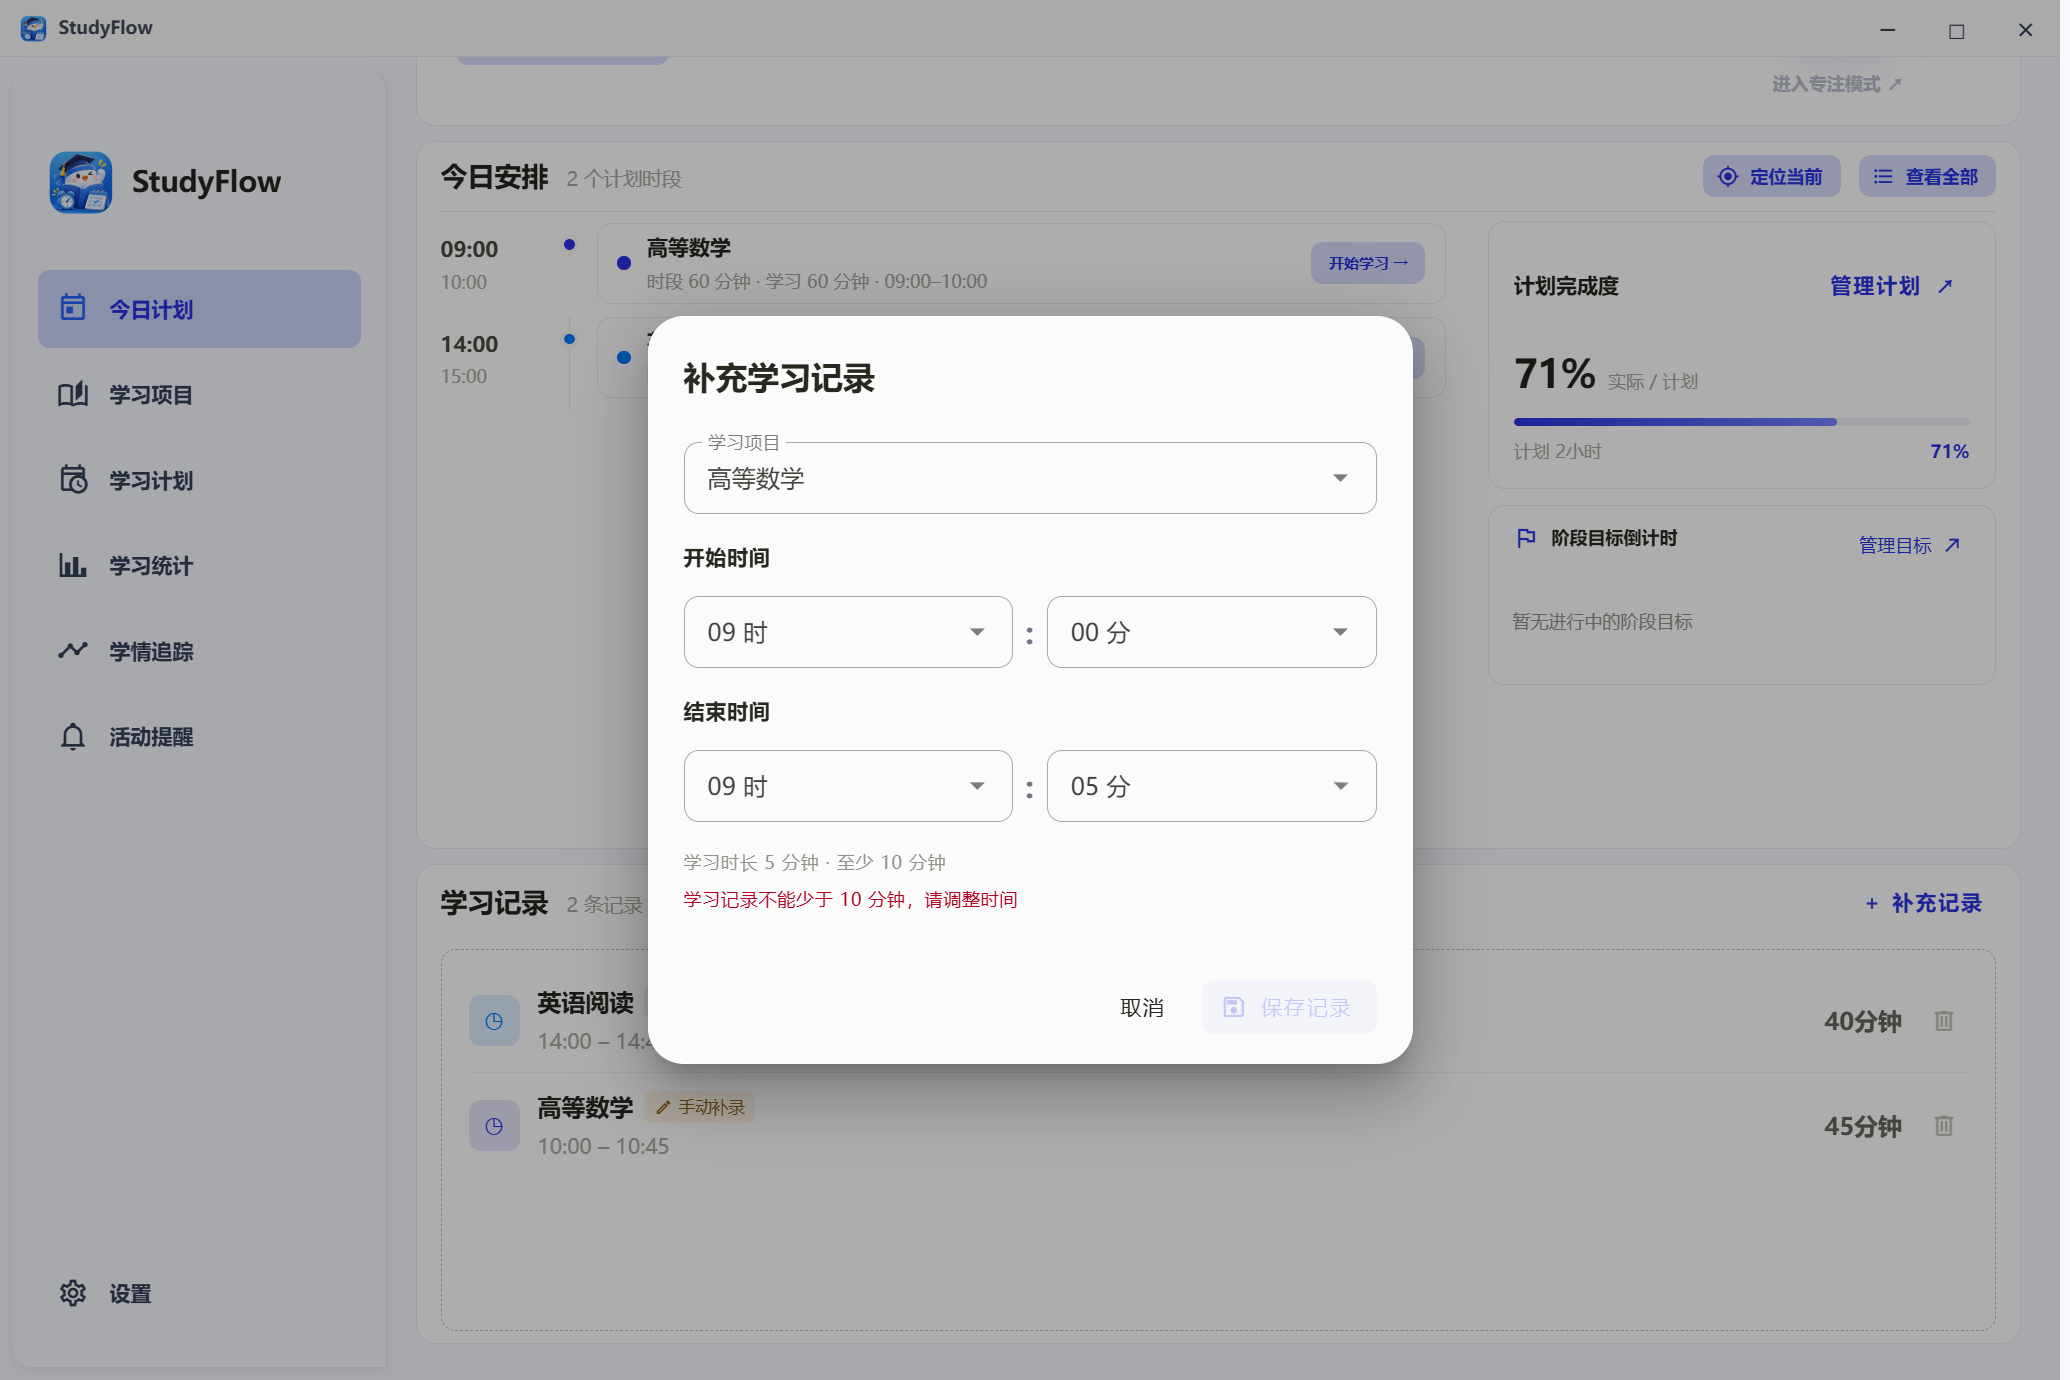 StudyFlow
进入专注模式 ↗
StudyFlow
今日计划
学习项目
学习计划
学习统计
学情追踪
活动提醒
设置
今日安排 2 个计划时段
定位当前
查看全部
09:00
10:00
高等数学
时段 60 分钟 · 学习 60 分钟 · 09:00–10:00
开始学习 →
14:00
15:00
计划完成度
管理计划 ↗
71% 实际 / 计划
计划 2小时
71%
阶段目标倒计时
管理目标 ↗
暂无进行中的阶段目标
补充学习记录
学习项目
高等数学
开始时间
09 时 : 00 分
结束时间
09 时 : 05 分
学习时长 5 分钟 · 至少 10 分钟
学习记录不能少于 10 分钟，请调整时间
取消
保存记录
学习记录 2 条记录
+ 补充记录
英语阅读
14:00 – 14:4
40分钟
高等数学
手动补录
10:00 – 10:45
45分钟